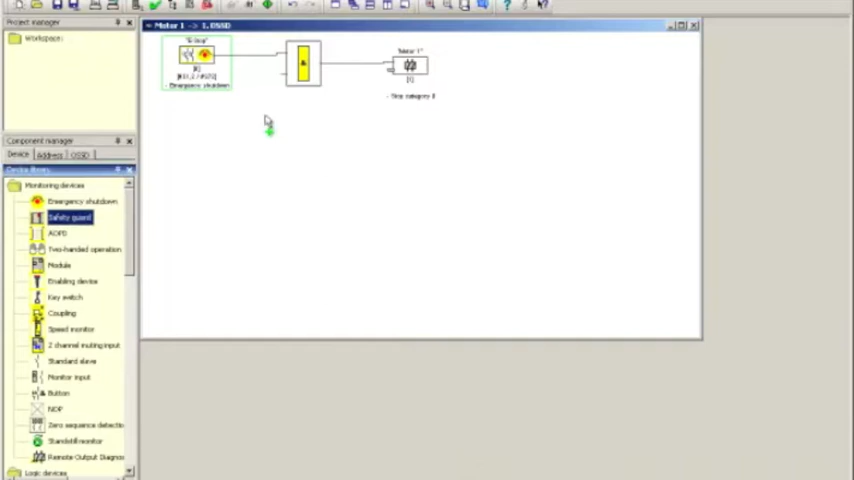 Project manager
Workspace:
Component manager
Device
Address
OSSD
Device library
Monitoring devices
Emergency shutdown
Safety guard
AOPD
Two-handed operation
Module
Enabling device
Key switch
Coupling
Speed monitor
2 channel muting input
Standard slave
Monitor input
Button
NOP
Zero sequence detectio
Standstill monitor
Remote Output Diagnos
Logic devices
Motor 1 -> 1.OSSD
- Emergency shutdown
&
"Motor 1"
[1]
- Stop category 0